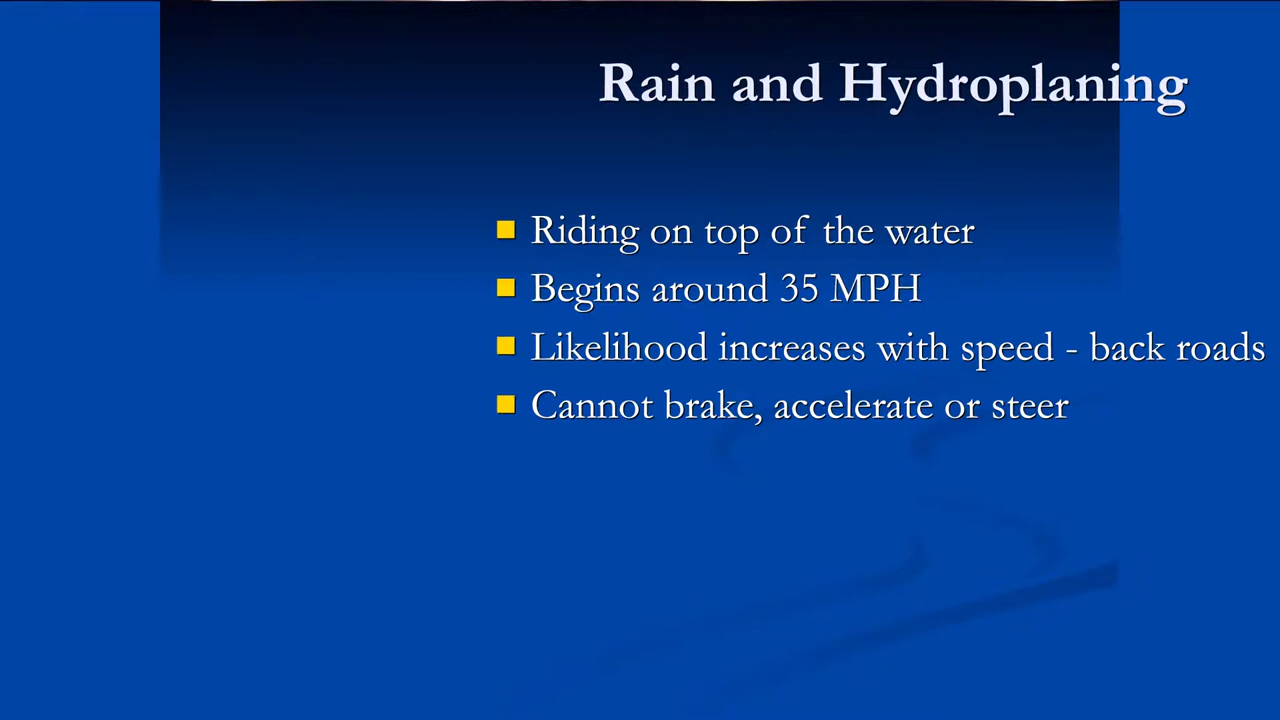 Rain and Hydroplaning
Riding on top of the water
Begins around 35 MPH
Likelihood increases with speed - back roads
Cannot brake, accelerate or steer